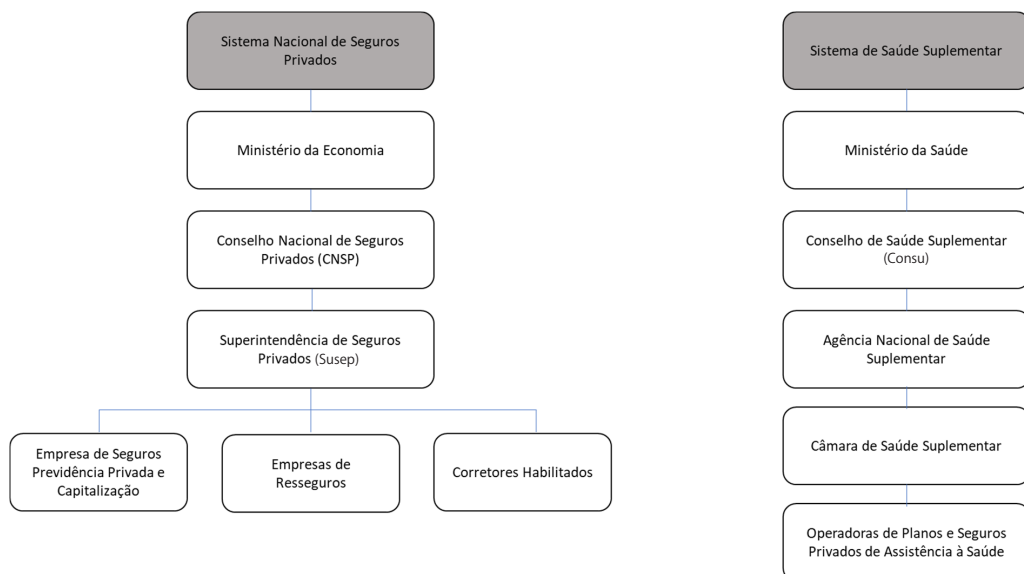 Sistema Nacional de Seguros
Privados
Ministério da Economia
Conselho Nacional de Seguros
Privados (CNSP)
Superintendência de Seguros
Privados (Susep)
Empresa de Seguros
Previdência Privada e
Capitalização
Empresas de
Resseguros
Corretores Habilitados
Sistema de Saúde Suplementar
Ministério da Saúde
Conselho de Saúde Suplementar
(Consu)
Agência Nacional de Saúde
Suplementar
Câmara de Saúde Suplementar
Operadoras de Planos e Seguros
Privados de Assistência à Saúde